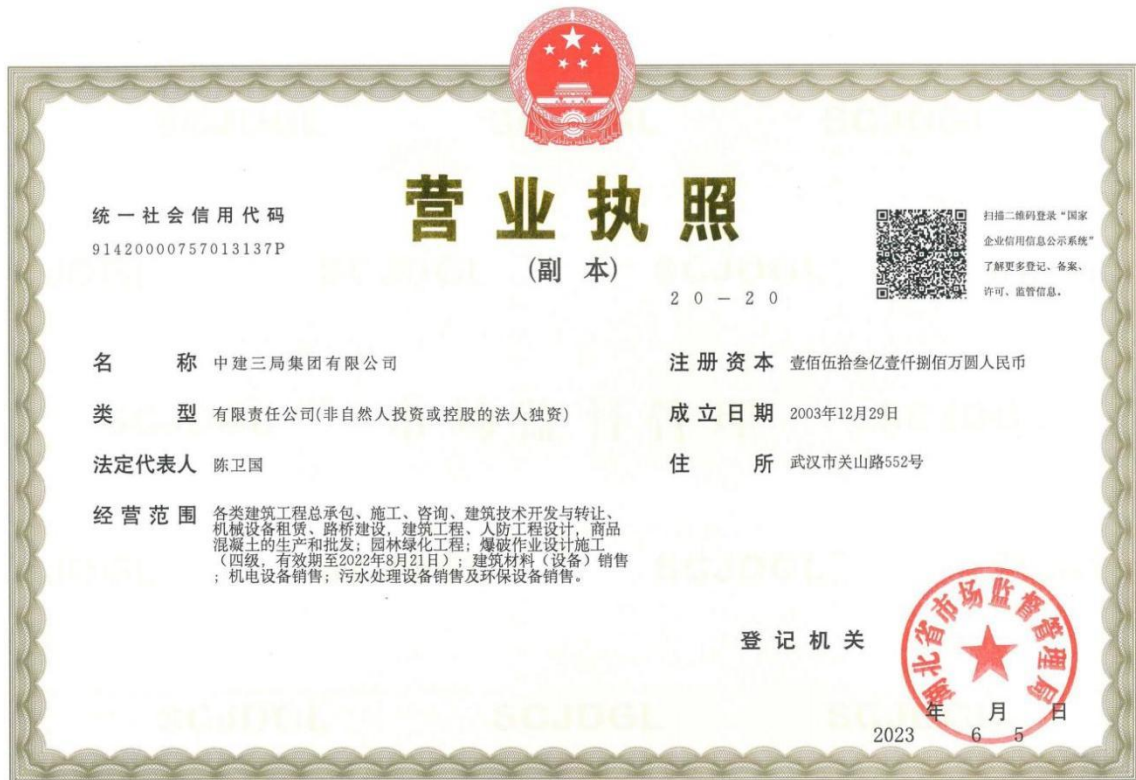 营业执照
(副 本)
20-20
统一社会信用代码
91420000757013137P
扫描二维码登录“国家
企业信用信息公示系统”
了解更多登记、备案、
许可、监管信息。
名 称 中建三局集团有限公司
类 型 有限责任公司(非自然人投资或控股的法人独资)
法定代表人 陈卫国
经营范围 各类建筑工程总承包、施工、咨询、建筑技术开发与转让、
机械设备租赁、路桥建设，建筑工程、人防工程设计，商品
混凝土的生产和批发；园林绿化工程；爆破作业设计施工
（四级，有效期至2022年8月21日）；建筑材料（设备）销售
；机电设备销售；污水处理设备销售及环保设备销售。
注册资本 壹佰伍拾叁亿壹仟捌佰万圆人民币
成立日期 2003年12月29日
住 所 武汉市关山路552号
登记机关
湖北省市场监督管理局
年 月 日
2023 6 5
SCJDGL